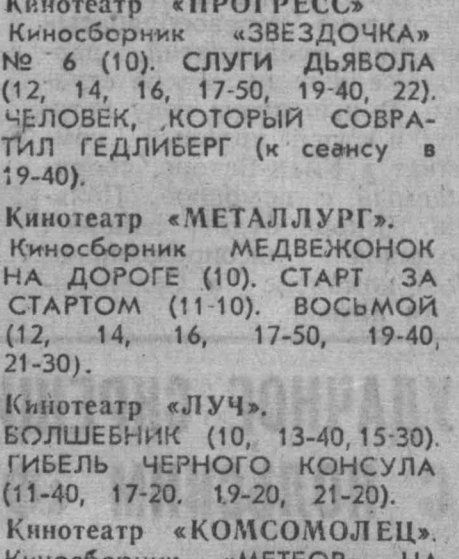 Кинотеатр «ПРОГРЕСС»
Киносборник «ЗВЕЗДОЧКА»
№ 6 (10). СЛУГИ ДЬЯВОЛА
(12, 14, 16, 17-50, 19-40, 22).
ЧЕЛОВЕК, КОТОРЫЙ СОВРА-
ТИЛ ГЕДЛИБЕРГ (к сеансу в
19-40).
Кинотеатр «МЕТАЛЛУРГ».
Киносборник МЕДВЕЖОНОК
НА ДОРОГЕ (10). СТАРТ ЗА
СТАРТОМ (11-10). ВОСЬМОЙ
(12, 14, 16, 17-50, 19-40,
21-30).
Кинотеатр «ЛУЧ».
ВОЛШЕБНИК (10, 13-40, 15-30).
ГИБЕЛЬ ЧЕРНОГО КОНСУЛА
(11-40, 17-20, 19-20, 21-20).
Кинотеатр «КОМСОМОЛЕЦ».
Киносборник «МЕТЕОР»